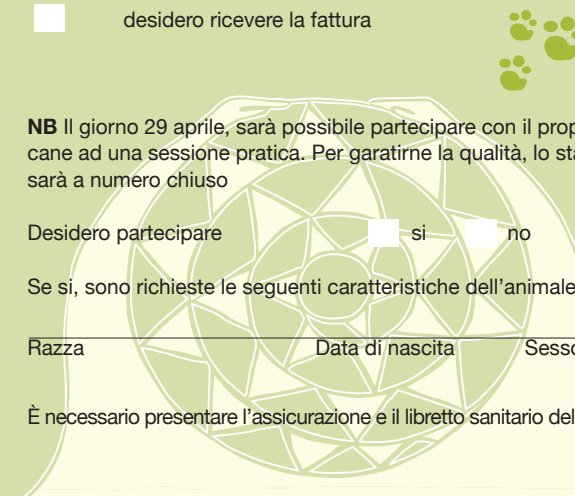 desidero ricevere la fattura
NB Il giorno 29 aprile, sarà possibile partecipare con il
cane ad una sessione pratica. Per garatirne la qualità, lo
sarà a numero chiuso
Desidero partecipare si no
Se si, sono richieste le seguenti caratteristiche dell'animale
Razza Data di nascita Sesso
È necessario presentare l'assicurazione e il libretto sanitario del